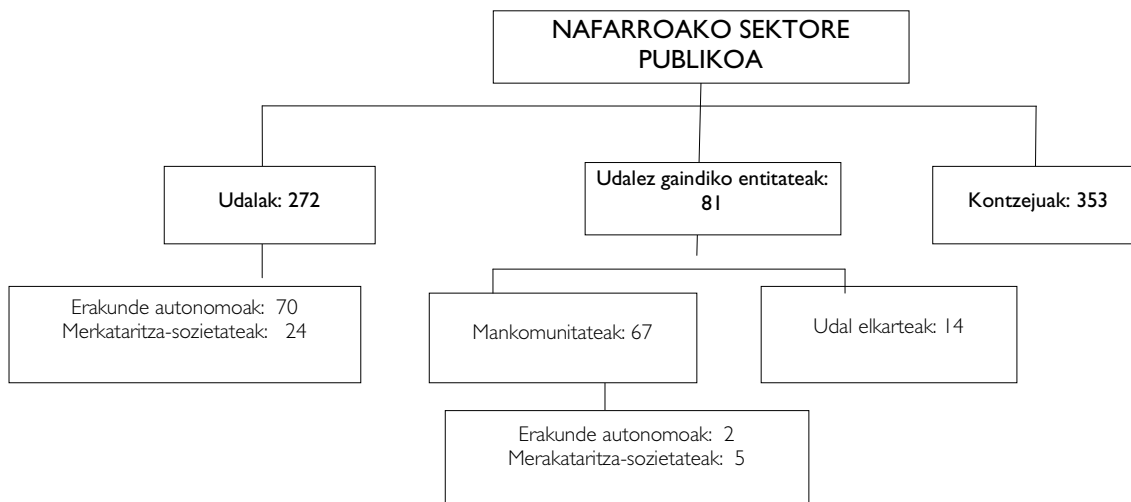 NAFARROAKO SEKTORE
PUBLIKOA
Udalak: 272
Udalez gaindiko entitateak:
81
Kontzejuak: 353
Erakunde autonomoak: 70
Merkataritza-sozietateak: 24
Mankomunitateak: 67
Udal elkarteak: 14
Erakunde autonomoak: 2
Merakataritza-sozietateak: 5